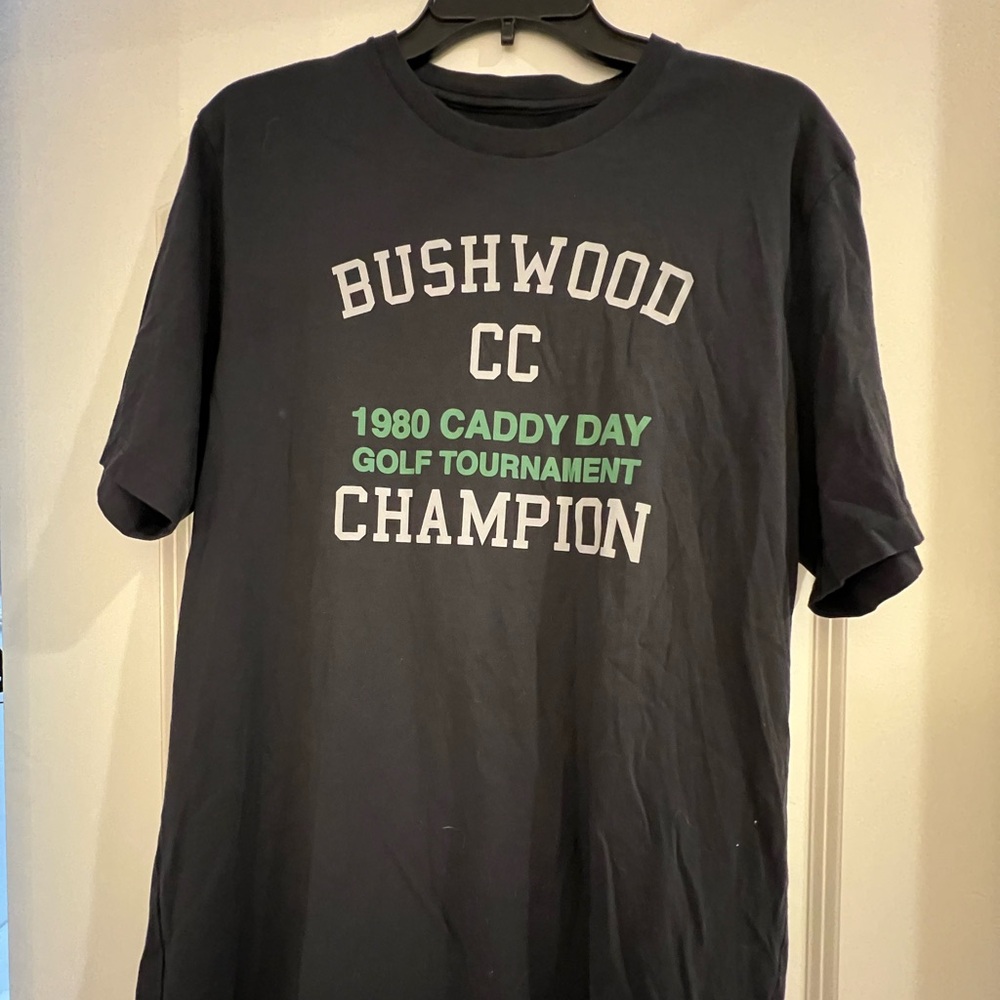 BUSHWOOD
CC
1980 CADDY DAY
GOLF TOURNAMENT
CHAMPION